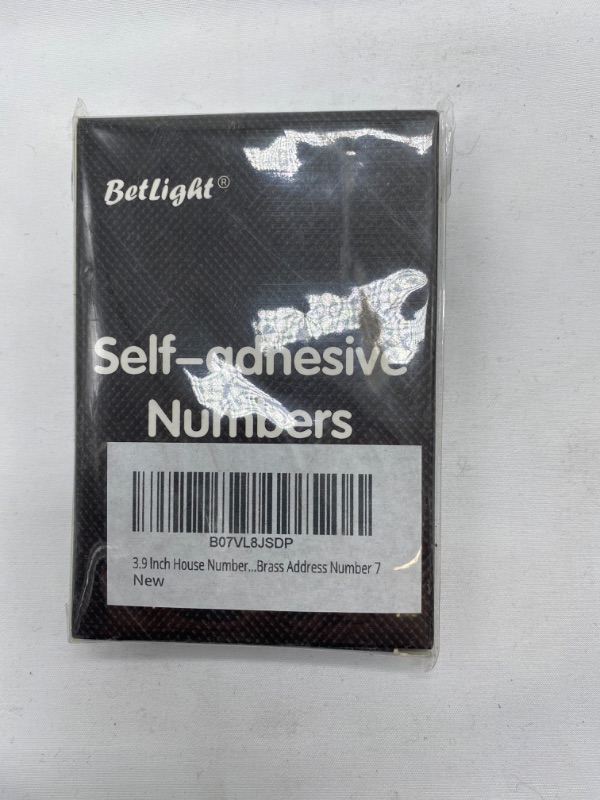 BetLight®
Self-adhesive
Numbers
B07VL8JSDP
3.9 Inch House Number...Brass Address Number 7
New